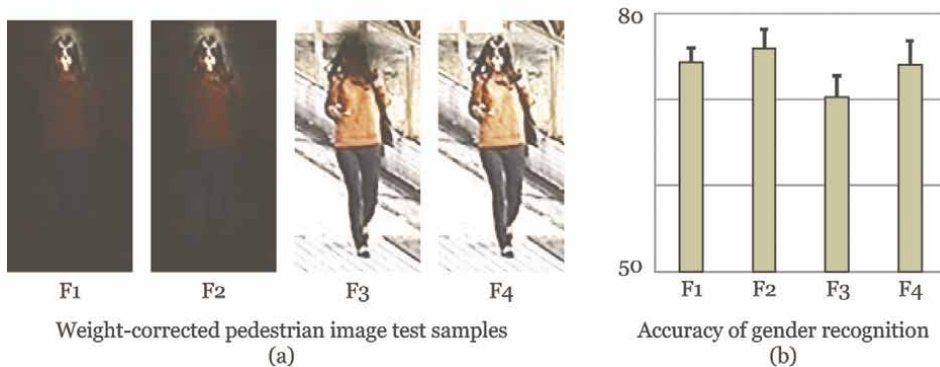 F1 F2 F3 F4
Weight-corrected pedestrian image test samples
(a)
80
50
F1 F2 F3 F4
Accuracy of gender recognition
(b)